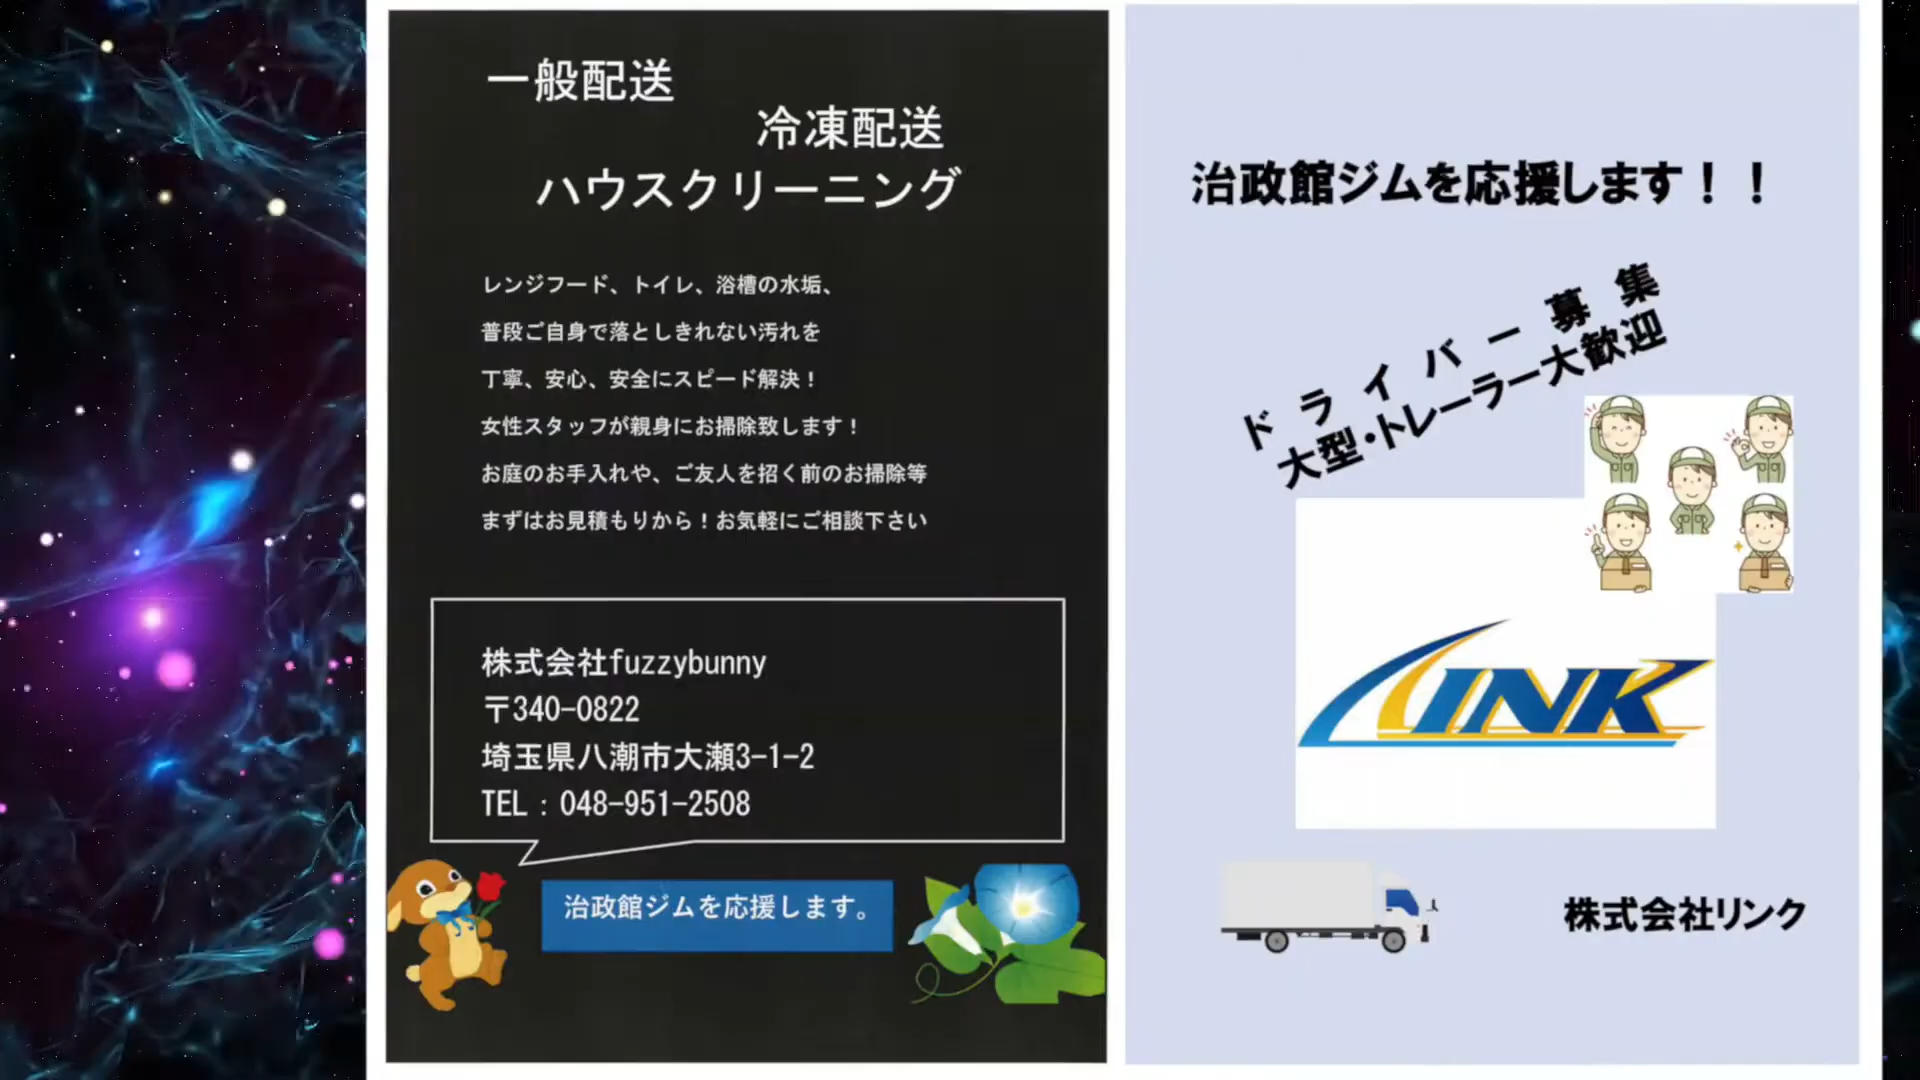 一般配送
冷凍配送
ハウスクリーニング
レンジフード、トイレ、浴槽の水垢、
普段ご自身で落としきれない汚れを
丁寧、安心、安全にスピード解決！
女性スタッフが親身にお掃除致します！
お庭のお手入れや、ご友人を招く前のお掃除等
まずはお見積もりから！お気軽にご相談下さい
株式会社fuzzybunny
〒340-0822
埼玉県八潮市大瀬3-1-2
TEL：048-951-2508
治政館ジムを応援します。
治政館ジムを応援します！！
ドライバー募集
大型・トレーラー大歓迎
LINK
株式会社リンク